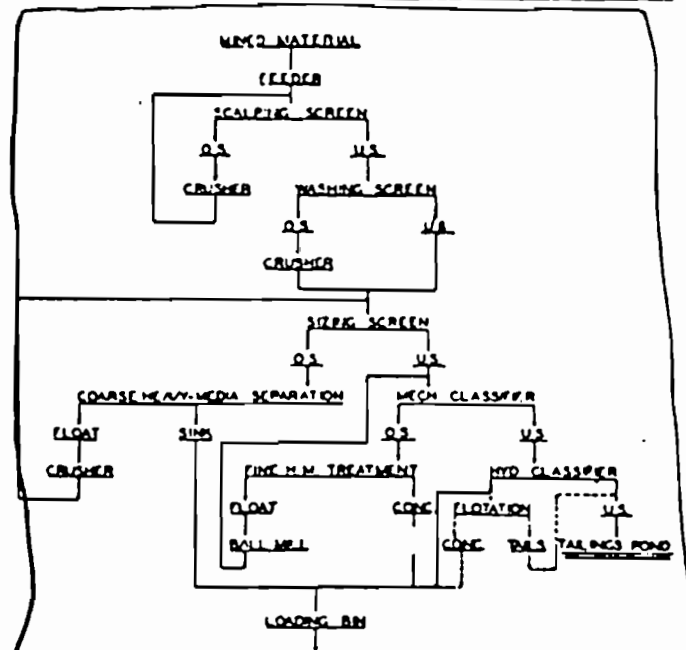 MINED MATERIAL
FEEDER
SCALPING SCREEN
O.S. U.S.
CRUSHER WASHING SCREEN
O.S. U.S.
CRUSHER
SIZING SCREEN
O.S. U.S.
COARSE HEAVY-MEDIA SEPARATION MECH CLASSIFIER
FLOAT SINK O.S. U.S.
CRUSHER FINE H.M. TREATMENT HYD CLASSIFIER
FLOAT CONC FLOTATION U.S.
BALL MILL CONC TAILS TAILINGS POND
LOADING BIN